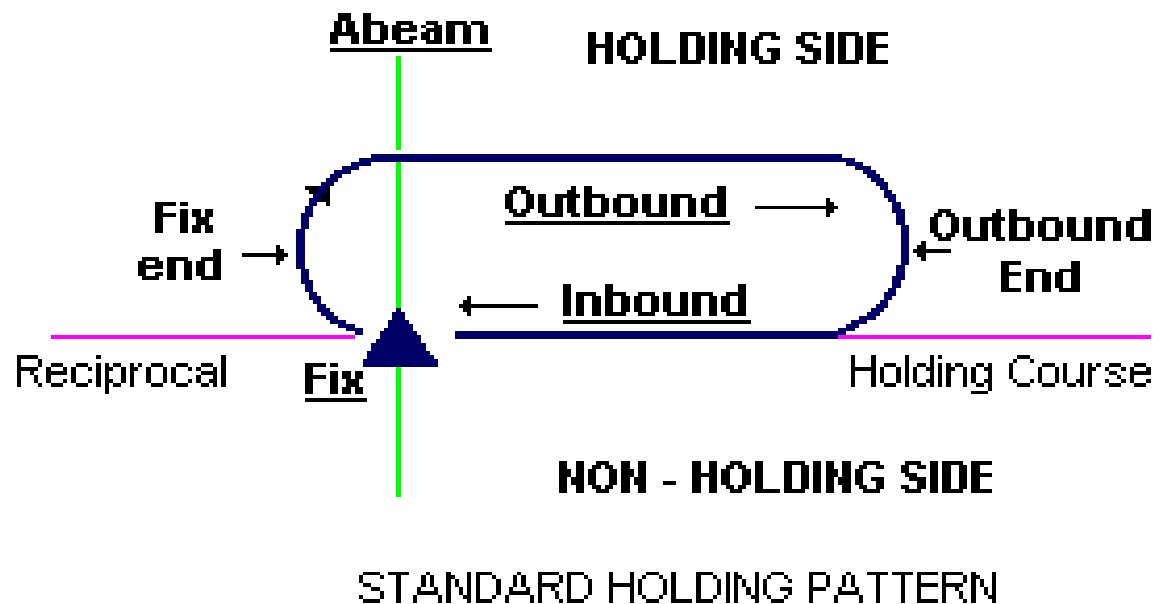 Abeam
HOLDING SIDE
Outbound
Fix
end
Outbound
End
Inbound
Reciprocal
Fix
Holding Course
NON - HOLDING SIDE
STANDARD HOLDING PATTERN